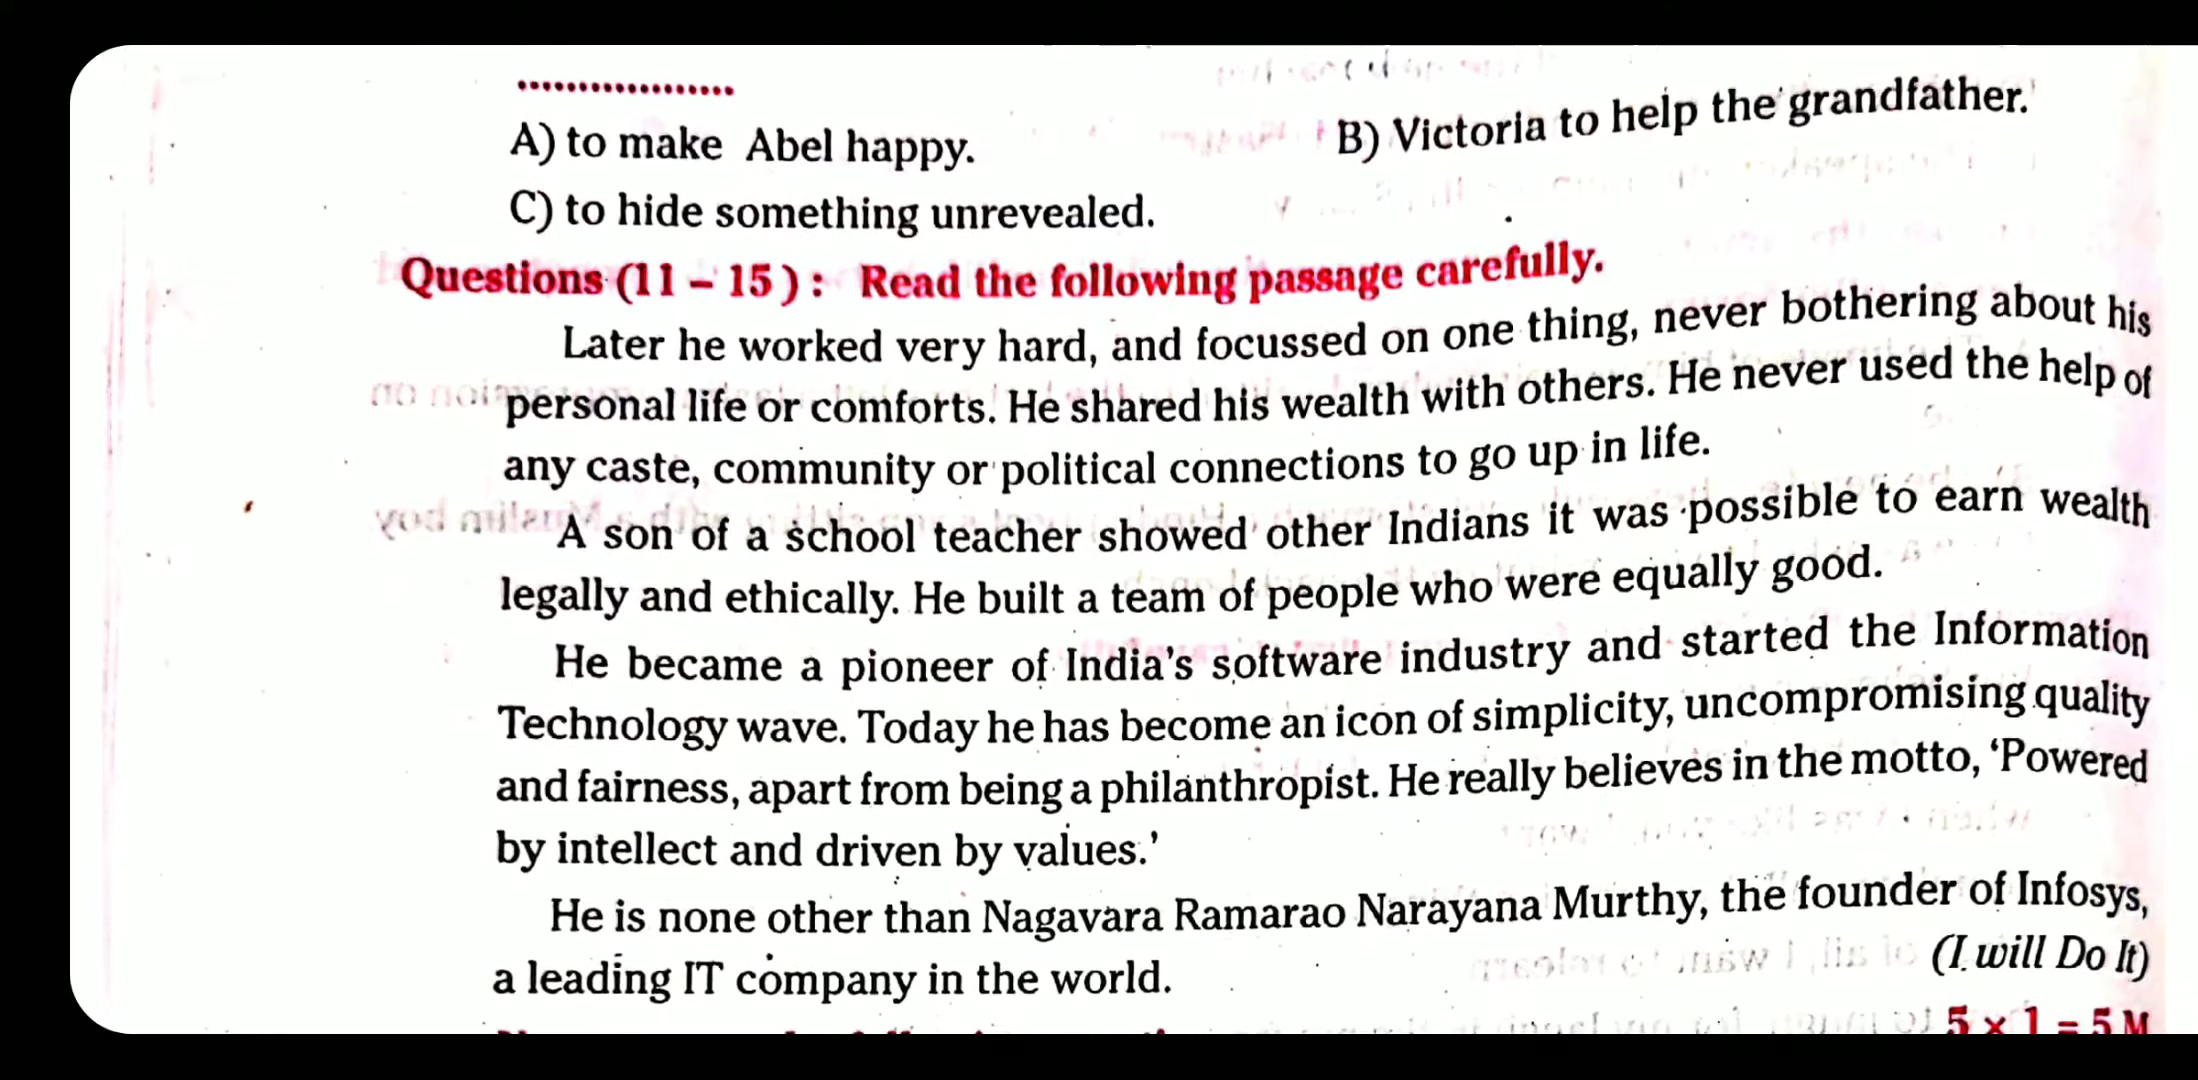 ..................
A) to make Abel happy.
B) Victoria to help the grandfather.
C) to hide something unrevealed.
Questions (11 – 15) : Read the following passage carefully.
Later he worked very hard, and focussed on one thing, never bothering about his
personal life or comforts. He shared his wealth with others. He never used the help of
any caste, community or political connections to go up in life.
A son of a school teacher showed other Indians it was possible to earn wealth
legally and ethically. He built a team of people who were equally good.
He became a pioneer of India's software industry and started the Information
Technology wave. Today he has become an icon of simplicity, uncompromising quality
and fairness, apart from being a philanthropist. He really believes in the motto, 'Powered
by intellect and driven by values.'
He is none other than Nagavara Ramarao Narayana Murthy, the founder of Infosys,
a leading IT company in the world.
(I will Do It)
5 × 1 = 5 M